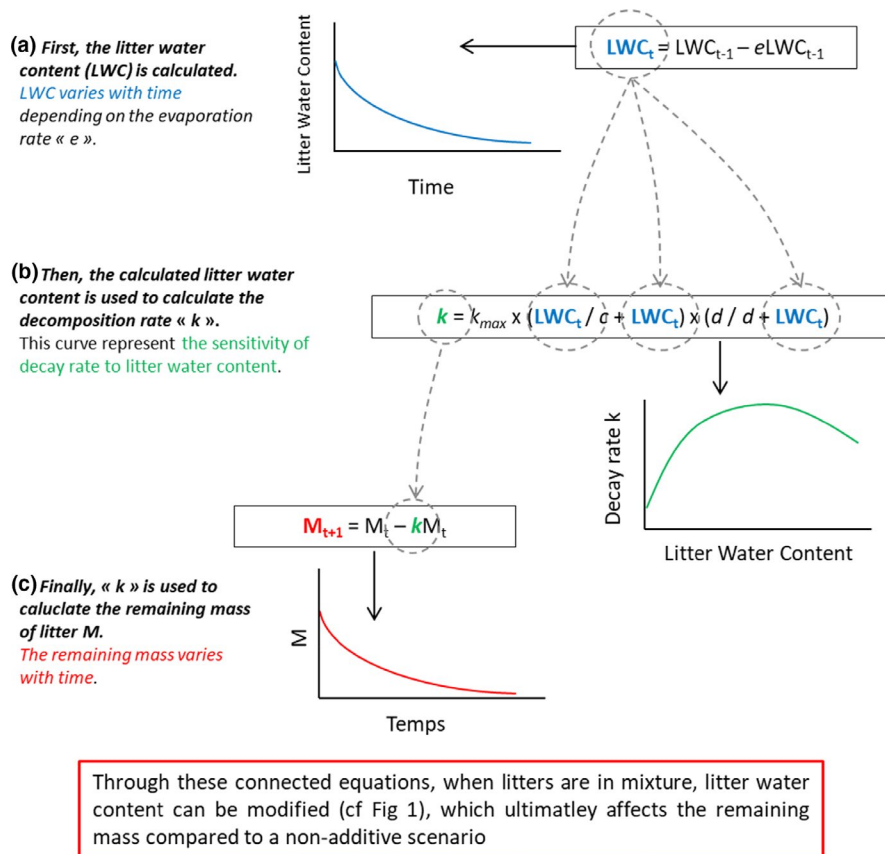 (a) First, the litter water
content (LWC) is calculated.
LWC varies with time
depending on the evaporation
rate « e ».
Litter Water Content
Time
LWCt = LWCt-1 – eLWCt-1
(b) Then, the calculated litter water
content is used to calculate the
decomposition rate « k ».
This curve represent the sensitivity of
decay rate to litter water content.
k = kmax x (LWCt / c + LWCt) x (d / d + LWCt)
Decay rate k
Litter Water Content
Mt+1 = Mt – kMt
(c) Finally, « k » is used to
caluclate the remaining mass
of litter M.
The remaining mass varies
with time.
M
Temps
Through these connected equations, when litters are in mixture, litter water
content can be modified (cf Fig 1), which ultimatley affects the remaining
mass compared to a non-additive scenario